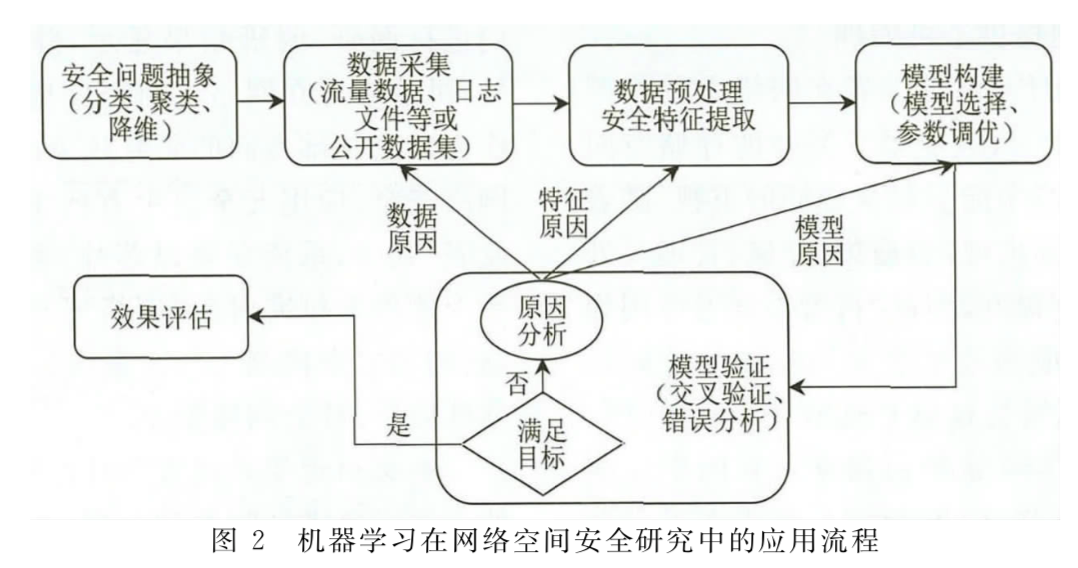 安全问题抽象
（分类、聚类、
降维）
数据采集
（流量数据、日志
文件等或
公开数据集）
数据预处理
安全特征提取
模型构建
（模型选择、
参数调优）
数据
原因
特征
原因
模型
原因
效果评估
原因
分析
否
是
满足
目标
模型验证
（交叉验证、
错误分析）
图 2 机器学习在网络空间安全研究中的应用流程